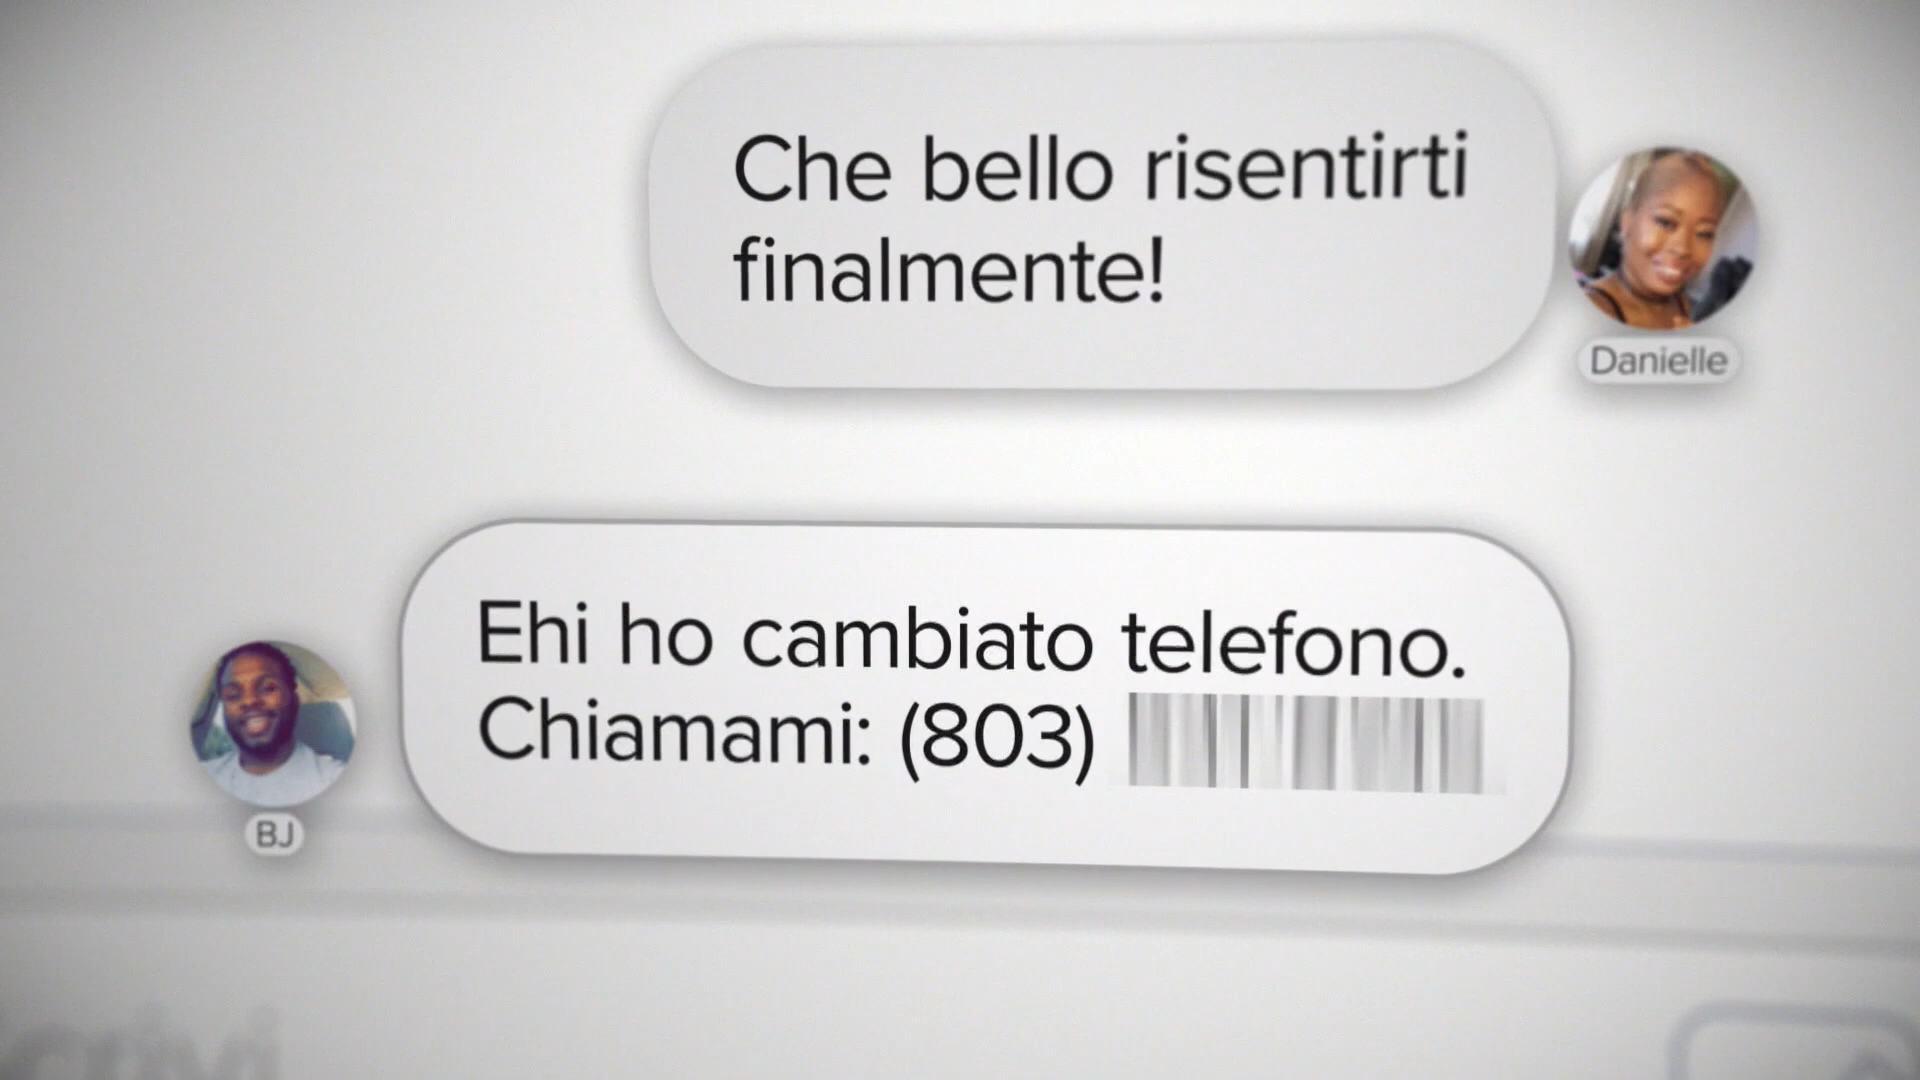 Che bello risentirti
finalmente!
Danielle
Ehi ho cambiato telefono.
Chiamami: (803)
BJ